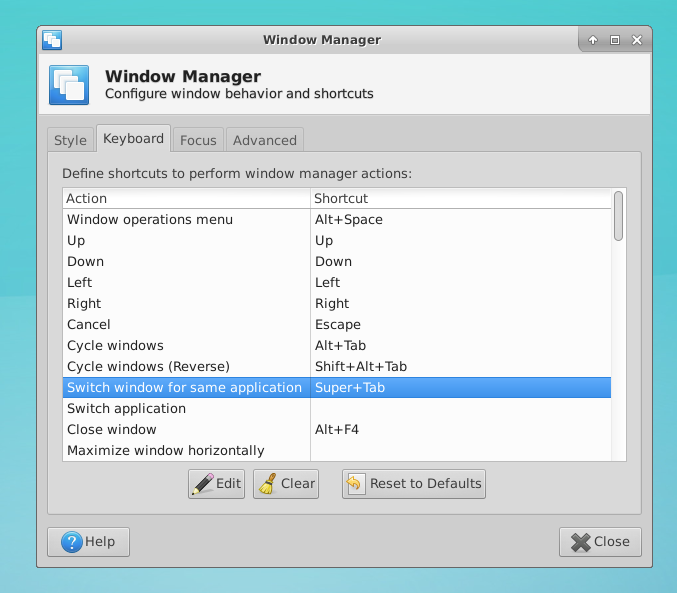 Window Manager
Window Manager
Configure window behavior and shortcuts
Style Keyboard Focus Advanced
Define shortcuts to perform window manager actions:
Action Shortcut
Window operations menu Alt+Space
Up Up
Down Down
Left Left
Right Right
Cancel Escape
Cycle windows Alt+Tab
Cycle windows (Reverse) Shift+Alt+Tab
Switch window for same application Super+Tab
Switch application
Close window Alt+F4
Maximize window horizontally
Edit Clear Reset to Defaults
? Help Close